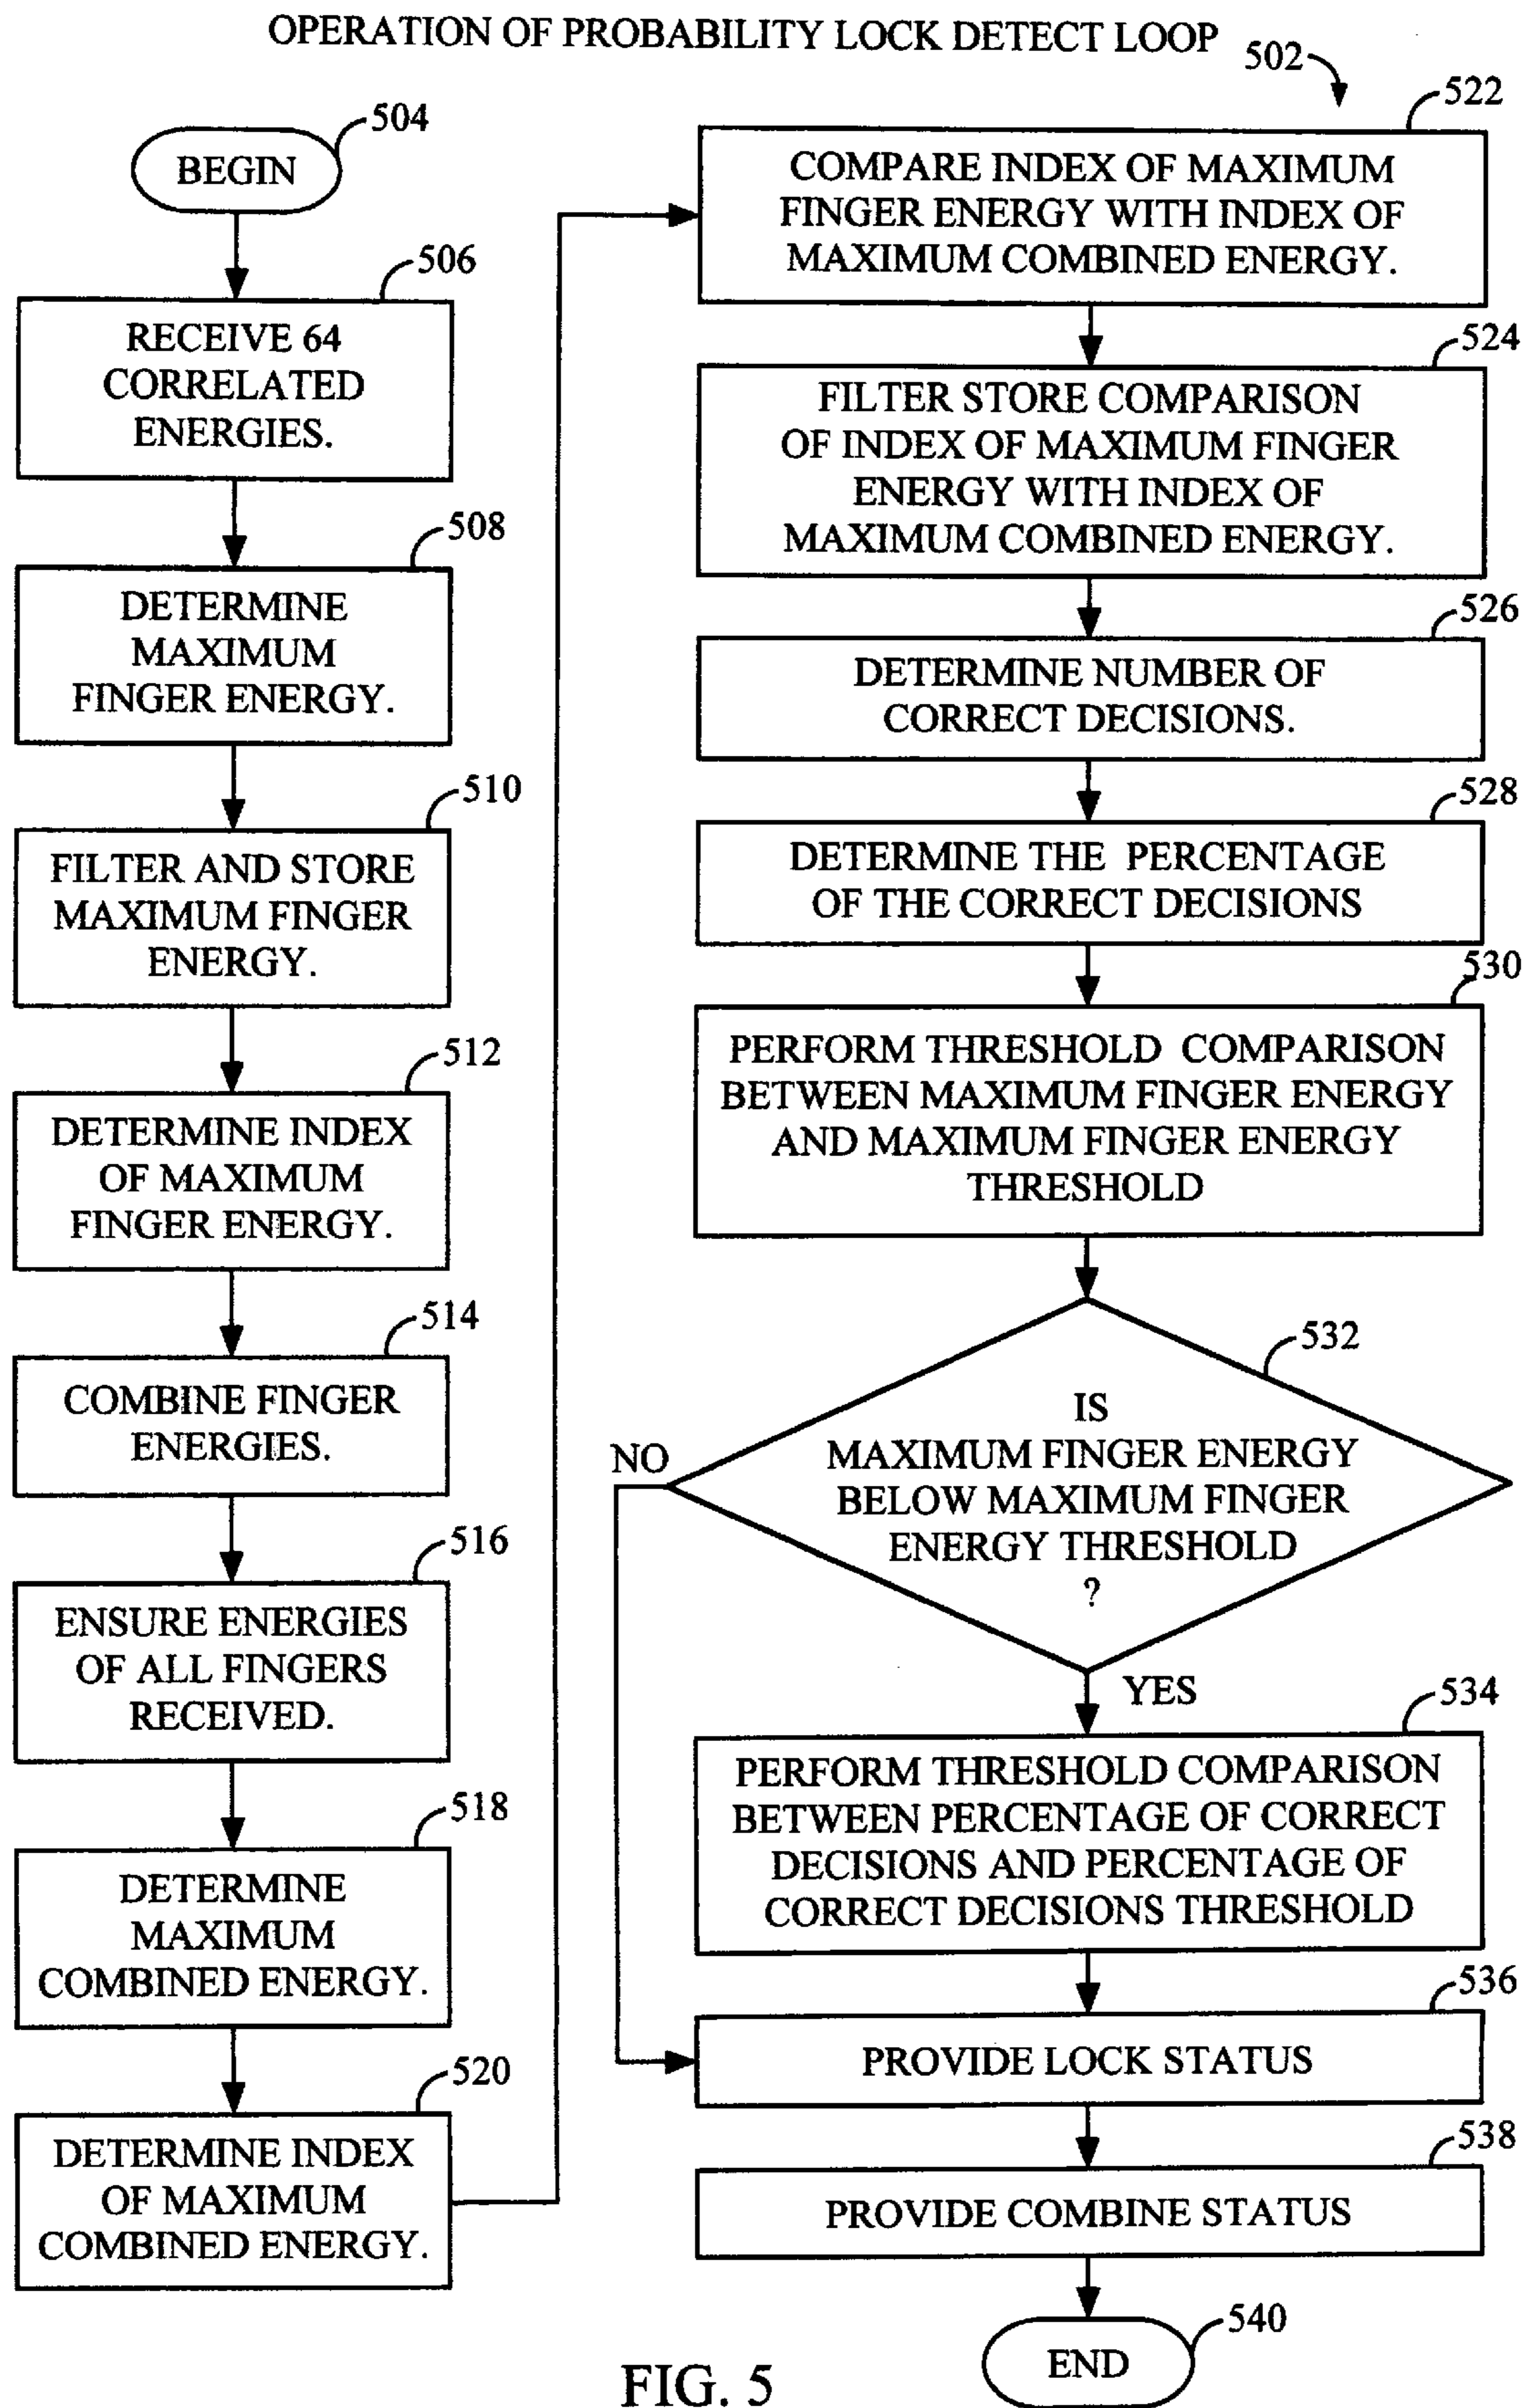 OPERATION OF PROBABILITY LOCK DETECT LOOP
502
504
BEGIN
506
RECEIVE 64
CORRELATED
ENERGIES.
508
DETERMINE
MAXIMUM
FINGER ENERGY.
510
FILTER AND STORE
MAXIMUM FINGER
ENERGY.
512
DETERMINE INDEX
OF MAXIMUM
FINGER ENERGY.
514
COMBINE FINGER
ENERGIES.
516
ENSURE ENERGIES
OF ALL FINGERS
RECEIVED.
518
DETERMINE
MAXIMUM
COMBINED ENERGY.
520
DETERMINE INDEX
OF MAXIMUM
COMBINED ENERGY.
522
COMPARE INDEX OF MAXIMUM
FINGER ENERGY WITH INDEX OF
MAXIMUM COMBINED ENERGY.
524
FILTER STORE COMPARISON
OF INDEX OF MAXIMUM FINGER
ENERGY WITH INDEX OF
MAXIMUM COMBINED ENERGY.
526
DETERMINE NUMBER OF
CORRECT DECISIONS.
528
DETERMINE THE PERCENTAGE
OF THE CORRECT DECISIONS
530
PERFORM THRESHOLD COMPARISON
BETWEEN MAXIMUM FINGER ENERGY
AND MAXIMUM FINGER ENERGY
THRESHOLD
532
IS
MAXIMUM FINGER ENERGY
BELOW MAXIMUM FINGER
ENERGY THRESHOLD
?
NO
YES
534
PERFORM THRESHOLD COMPARISON
BETWEEN PERCENTAGE OF CORRECT
DECISIONS AND PERCENTAGE OF
CORRECT DECISIONS THRESHOLD
536
PROVIDE LOCK STATUS
538
PROVIDE COMBINE STATUS
540
END
FIG. 5